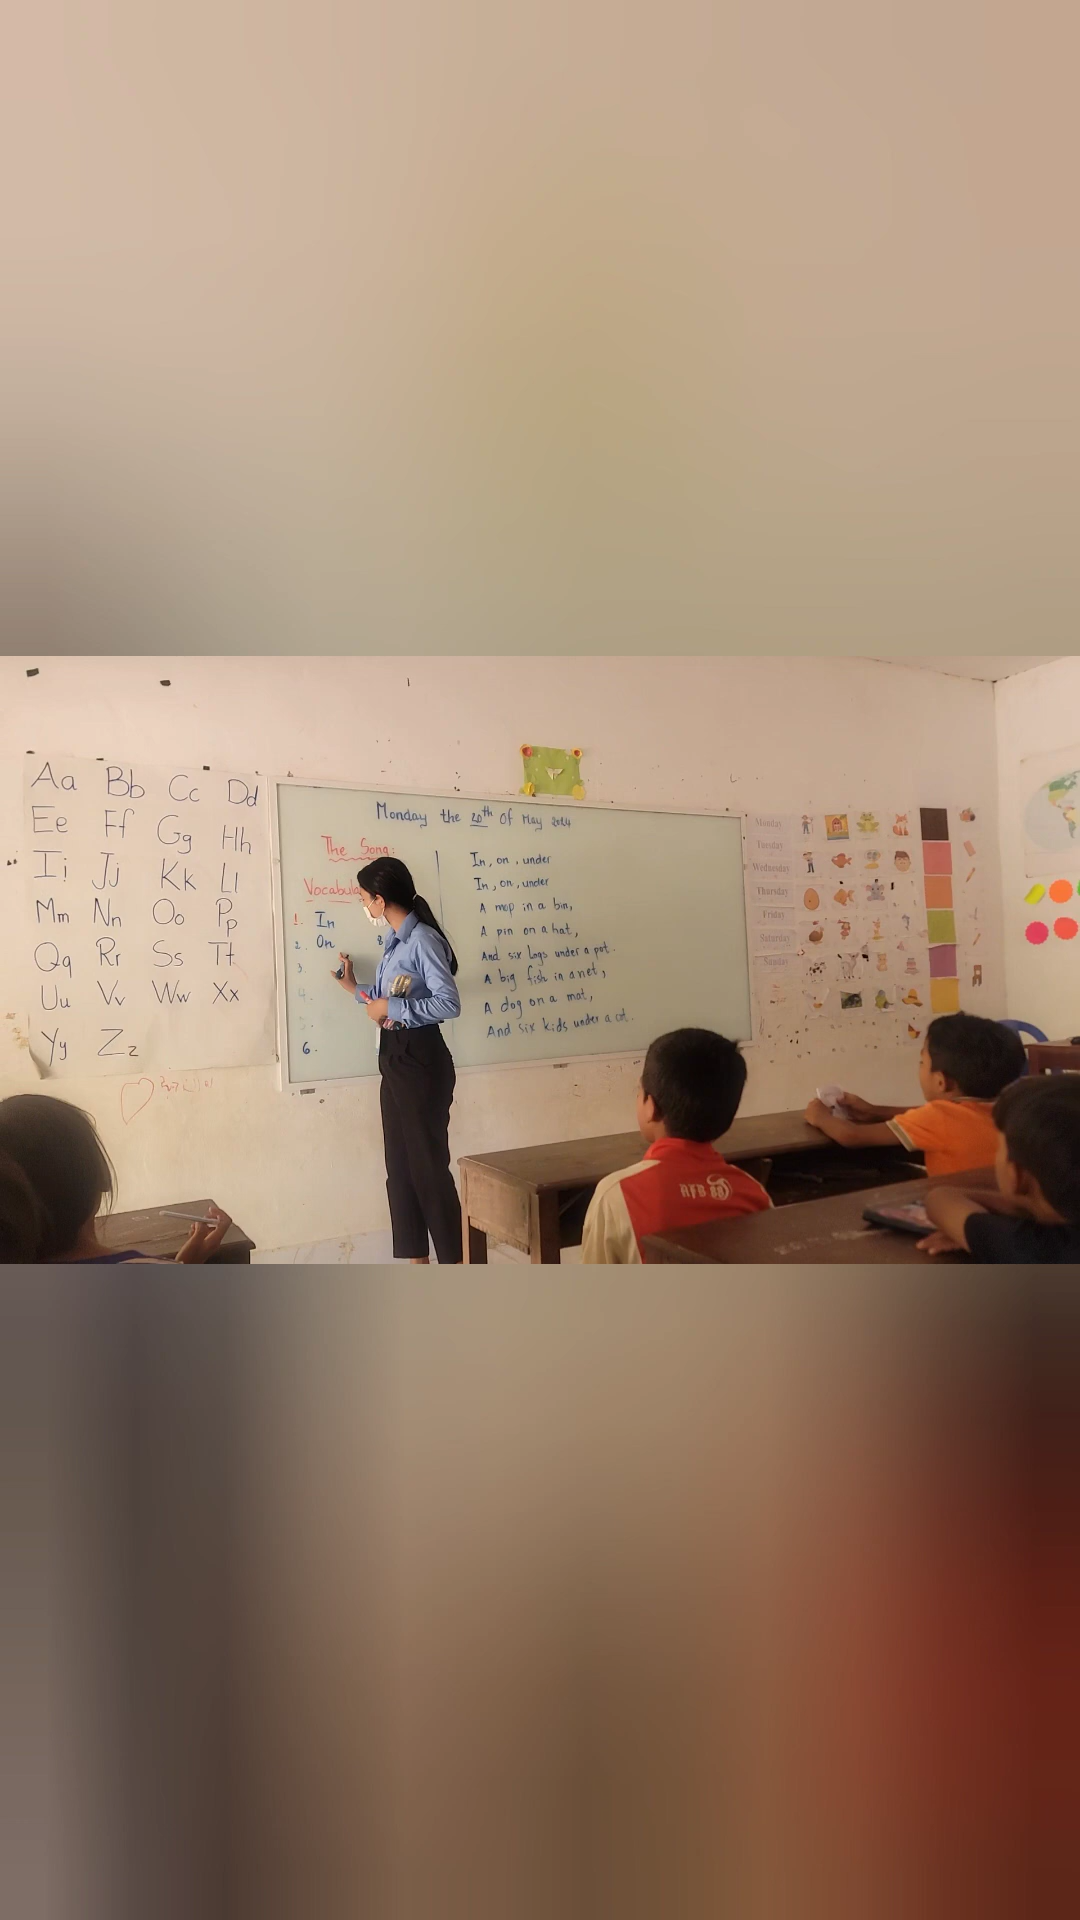 Aa Bb Cc Dd
Ee Ff Gg Hh
Ii Jj Kk Ll
Mm Nn Oo Pp
Qq Rr Ss Tt
Uu Vv Ww Xx
Yy Zz
Monday the 20th Of May 2024
The Song:
1. In
2. On
3.
4.
6.
8
In, on, under
In, on, under
A mop in a bin,
A pin on a hat,
And six logs under a pot.
A big fish in a net,
A dog on a mat,
And six kids under a cot.
Monday
Tuesday
Wednesday
Thursday
Friday
Saturday
Sunday